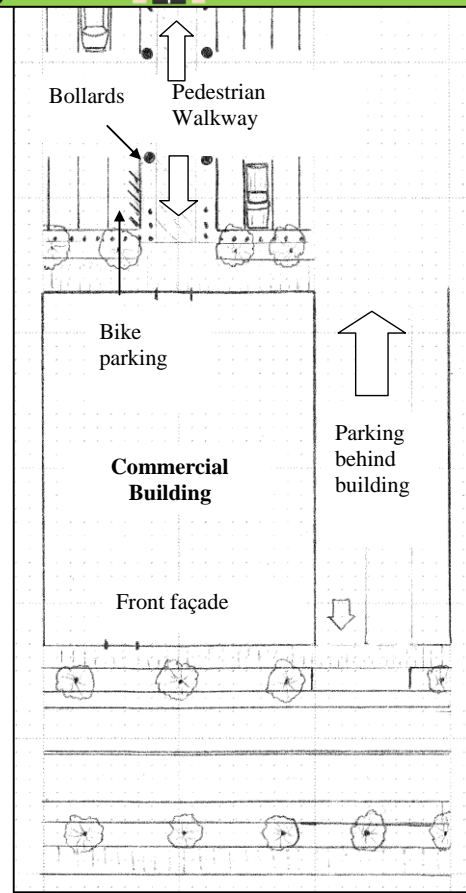 Bollards
Pedestrian
Walkway
Bike
parking
Parking
behind
building
Commercial
Building
Front façade